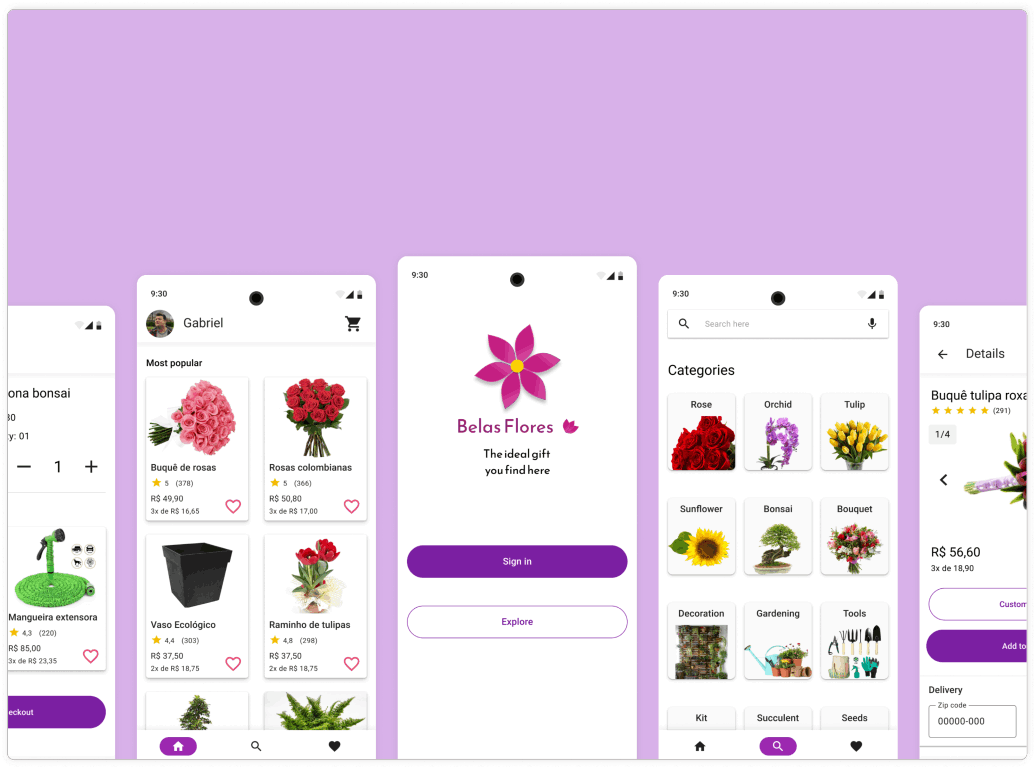 ona bonsai
y: 01
1
Mangueira extensora
4,3 (220)
R$ 85,00
3x de R$ 23,35
eckout
9:30
Gabriel
Most popular
Buquê de rosas
5 (378)
R$ 49,90
3x de R$ 16,65
Rosas colombianas
5 (366)
R$ 50,80
3x de R$ 17,00
Vaso Ecológico
4,4 (303)
R$ 37,50
2x de R$ 18,75
Raminho de tulipas
4,8 (298)
R$ 37,50
2x de R$ 18,75
9:30
Belas Flores
The ideal gift
you find here
Sign in
Explore
9:30
Search here
Categories
Rose
Orchid
Tulip
Sunflower
Bonsai
Bouquet
Decoration
Gardening
Tools
Kit
Succulent
Seeds
9:30
Details
Buquê tulipa roxa
(291)
1/4
R$ 56,60
3x de 18,90
Custom
Add to
Delivery
Zip code
00000-000